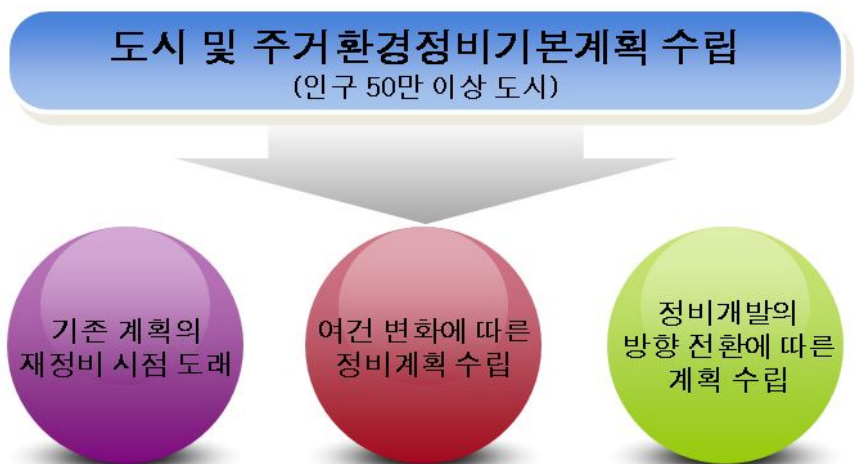 도시 및 주거환경정비기본계획 수립
(인구 50만 이상 도시)
기존 계획의
재정비 시점 도래
여건 변화에 따른
정비계획 수립
정비개발의
방향 전환에 따른
계획 수립